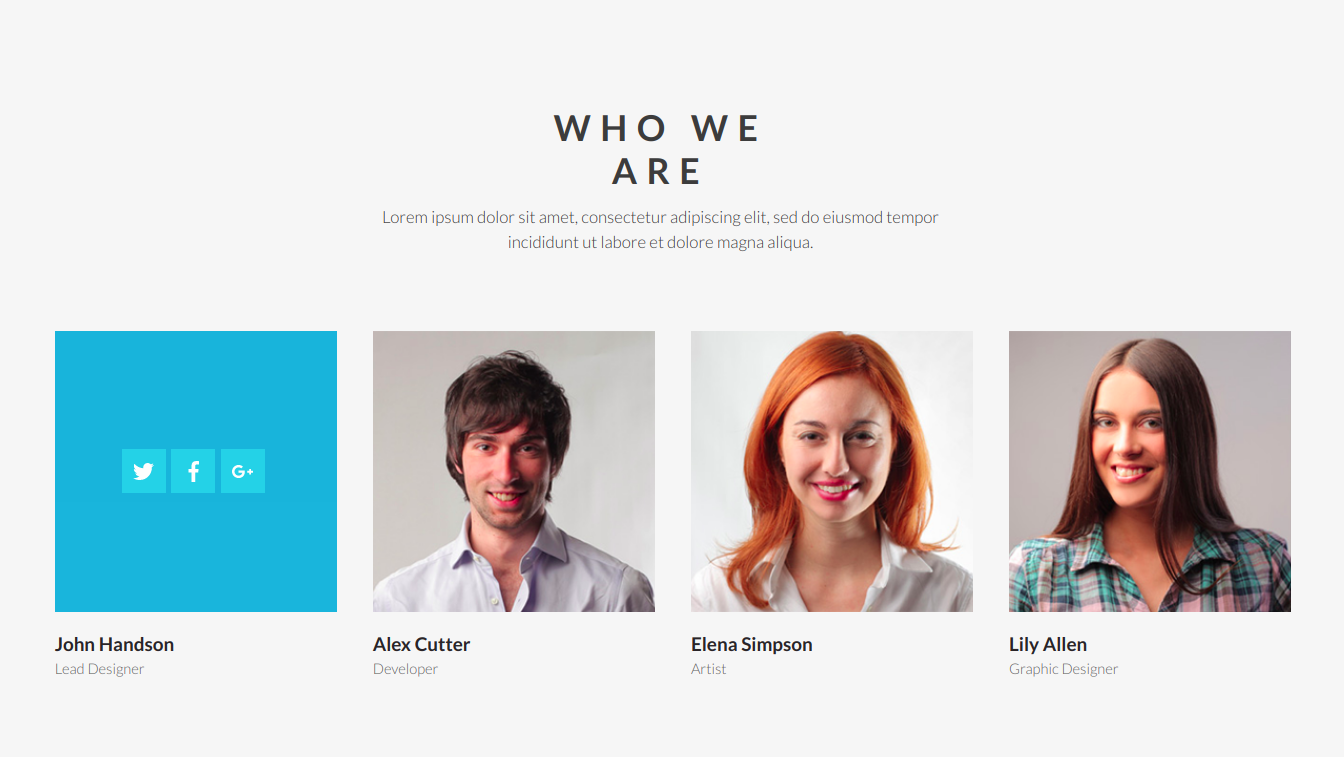 WHO WE
ARE
Lorem ipsum dolor sit amet, consectetur adipiscing elit, sed do eiusmod tempor
incididunt ut labore et dolore magna aliqua.
G+
John Handson
Lead Designer
Alex Cutter
Developer
Elena Simpson
Artist
Lily Allen
Graphic Designer